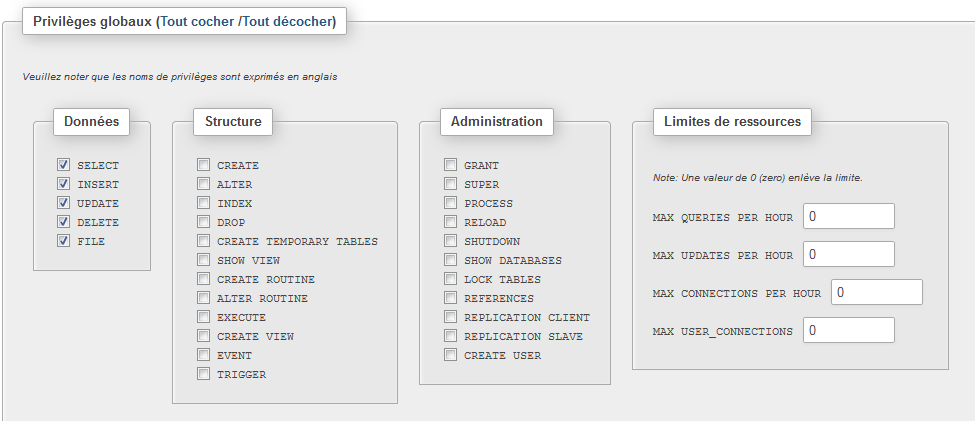 Privilèges globaux (Tout cocher /Tout décocher)
Veuillez noter que les noms de privilèges sont exprimés en anglais
Données
SELECT
INSERT
UPDATE
DELETE
FILE
Structure
CREATE
ALTER
INDEX
DROP
CREATE TEMPORARY TABLES
SHOW VIEW
CREATE ROUTINE
ALTER ROUTINE
EXECUTE
CREATE VIEW
EVENT
TRIGGER
Administration
GRANT
SUPER
PROCESS
RELOAD
SHUTDOWN
SHOW DATABASES
LOCK TABLES
REFERENCES
REPLICATION CLIENT
REPLICATION SLAVE
CREATE USER
Limites de ressources
Note: Une valeur de 0 (zero) enlève la limite.
MAX QUERIES PER HOUR 0
MAX UPDATES PER HOUR 0
MAX CONNECTIONS PER HOUR 0
MAX USER_CONNECTIONS 0